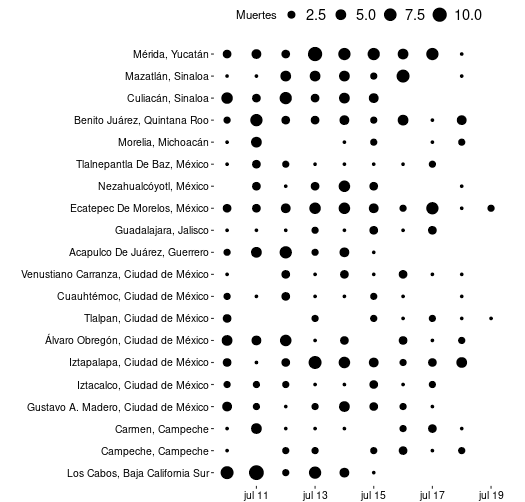 Muertes 2.5 5.0 7.5 10.0
Mérida, Yucatán
Mazatlán, Sinaloa
Culiacán, Sinaloa
Benito Juárez, Quintana Roo
Morelia, Michoacán
Tlalnepantla De Baz, México
Nezahualcóyotl, México
Ecatepec De Morelos, México
Guadalajara, Jalisco
Acapulco De Juárez, Guerrero
Venustiano Carranza, Ciudad de México
Cuauhtémoc, Ciudad de México
Tlalpan, Ciudad de México
Álvaro Obregón, Ciudad de México
Iztapalapa, Ciudad de México
Iztacalco, Ciudad de México
Gustavo A. Madero, Ciudad de México
Carmen, Campeche
Campeche, Campeche
Los Cabos, Baja California Sur
jul 11 jul 13 jul 15 jul 17 jul 19